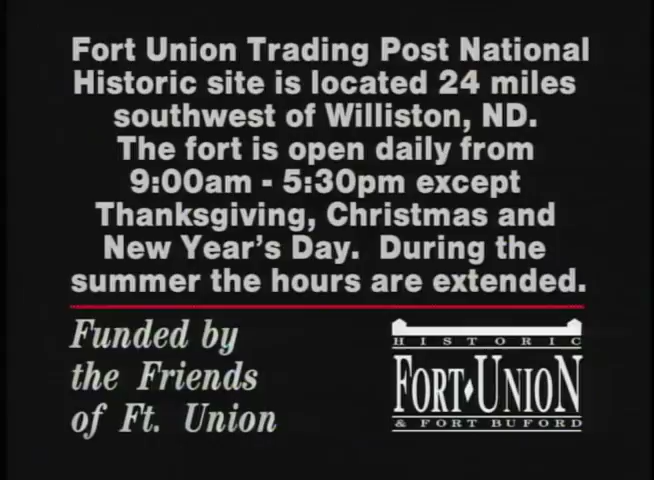 Fort Union Trading Post National
Historic site is located 24 miles
southwest of Williston, ND.
The fort is open daily from
9:00am - 5:30pm except
Thanksgiving, Christmas and
New Year's Day. During the
summer the hours are extended.
Funded by
the Friends
of Ft. Union
HISTORIC
FORT♦UNION
& FORT BUFORD